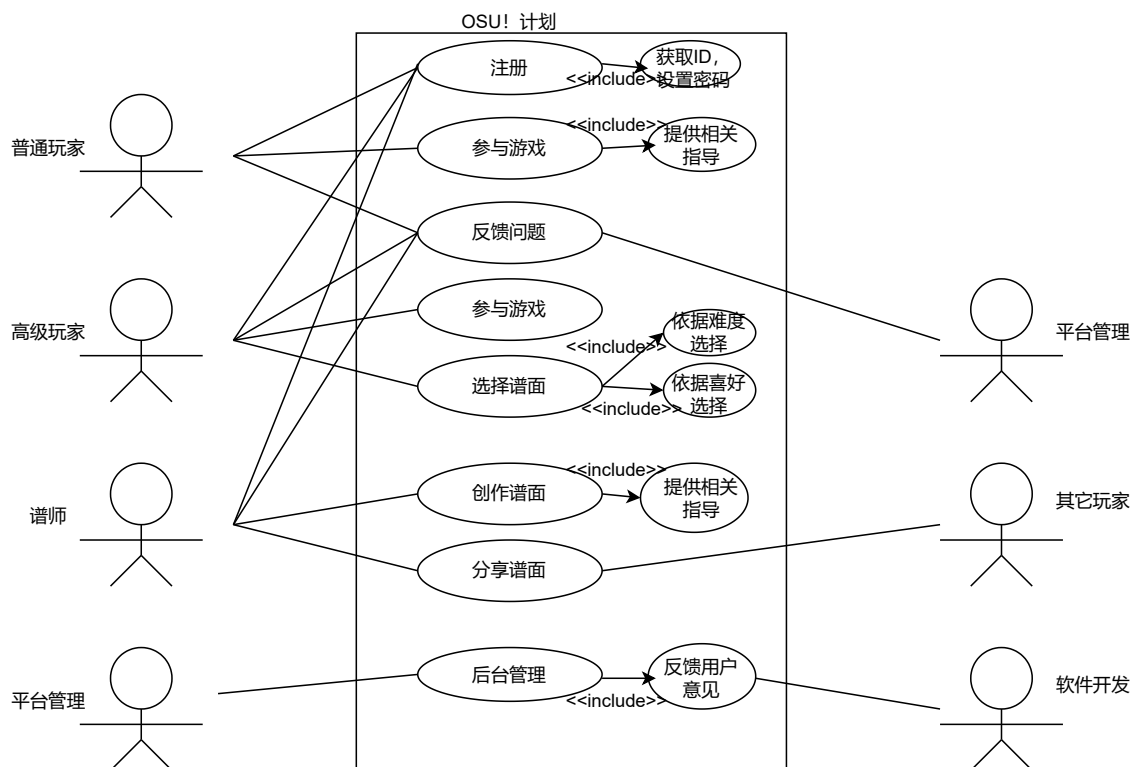 OSU！计划
注册
获取ID，
设置密码
<<include>>
普通玩家
参与游戏
<<include>>
提供相关
指导
反馈问题
高级玩家
参与游戏
依据难度
选择
<<include>>
平台管理
选择谱面
依据喜好
选择
<<include>>
谱师
创作谱面
<<include>>
提供相关
指导
其它玩家
分享谱面
平台管理
后台管理
反馈用户
意见
<<include>>
软件开发